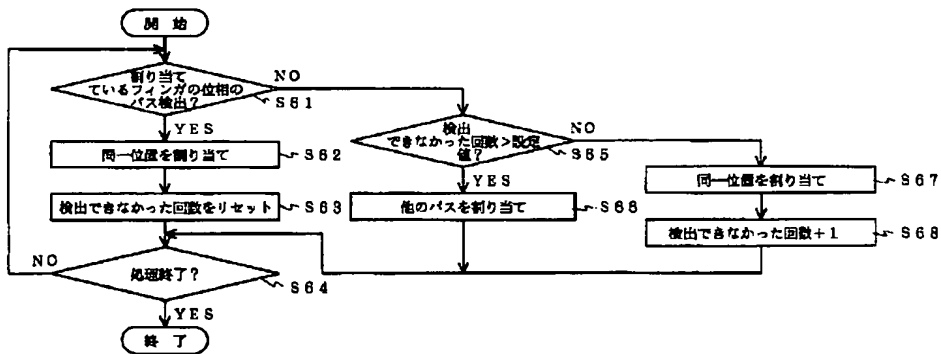 開 始
割り当て
ているフィンガの位相の
パス検出?
S61
NO
YES
同一位置を割り当て
S62
検出できなかった回数をリセット
S63
処理終了?
S64
NO
YES
終 了
検出
できなかった回数>設定
値?
S65
NO
YES
他のパスを割り当て
S66
同一位置を割り当て
S67
検出できなかった回数+1
S68